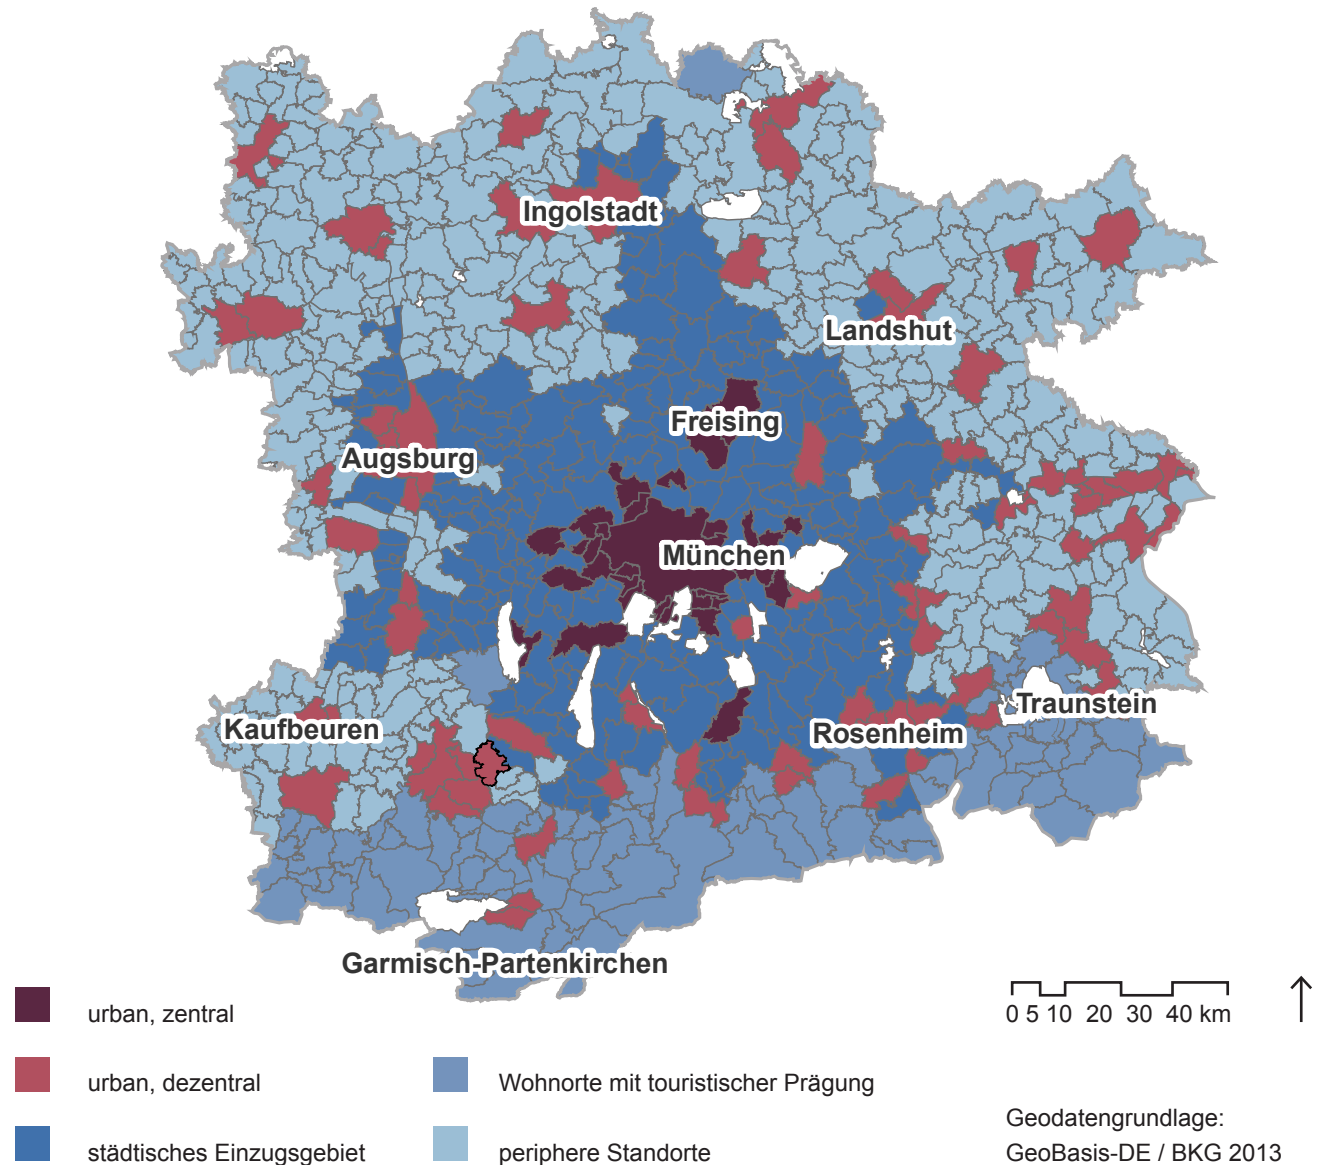 Ingolstadt
Landshut
Freising
Augsburg
München
Traunstein
Kaufbeuren
Rosenheim
Garmisch-Partenkirchen
urban, zentral
urban, dezentral
städtisches Einzugsgebiet
Wohnorte mit touristischer Prägung
periphere Standorte
0 5 10 20 30 40 km
Geodatengrundlage:
GeoBasis-DE / BKG 2013